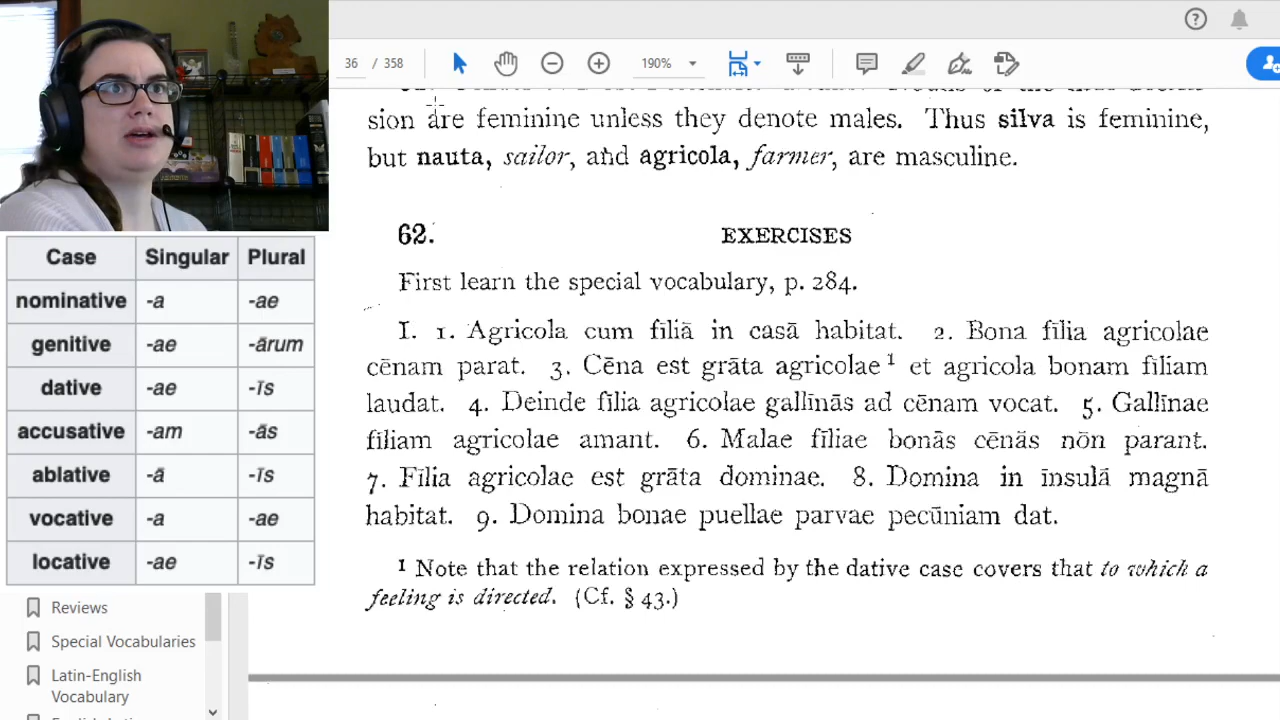 36 / 358
190%
sion are feminine unless they denote males. Thus silva is feminine,
but nauta, sailor, and agricola, farmer, are masculine.
62. EXERCISES
First learn the special vocabulary, p. 284.
I. 1. Agricola cum fīliā in casā habitat. 2. Bona fīlia agricolae
cēnam parat. 3. Cēna est grāta agricolae¹ et agricola bonam fīliam
laudat. 4. Deinde fīlia agricolae gallīnās ad cēnam vocat. 5. Gallīnae
fīliam agricolae amant. 6. Malae fīliae bonās cēnās nōn parant.
7. Fīlia agricolae est grāta dominae. 8. Domina in īnsulā magnā
habitat. 9. Domina bonae puellae parvae pecūniam dat.
¹ Note that the relation expressed by the dative case covers that to which a
feeling is directed. (Cf. § 43.)
Case Singular Plural
nominative -a -ae
genitive -ae -ārum
dative -ae -īs
accusative -am -ās
ablative -ā -īs
vocative -a -ae
locative -ae -īs
Reviews
Special Vocabularies
Latin-English
Vocabulary